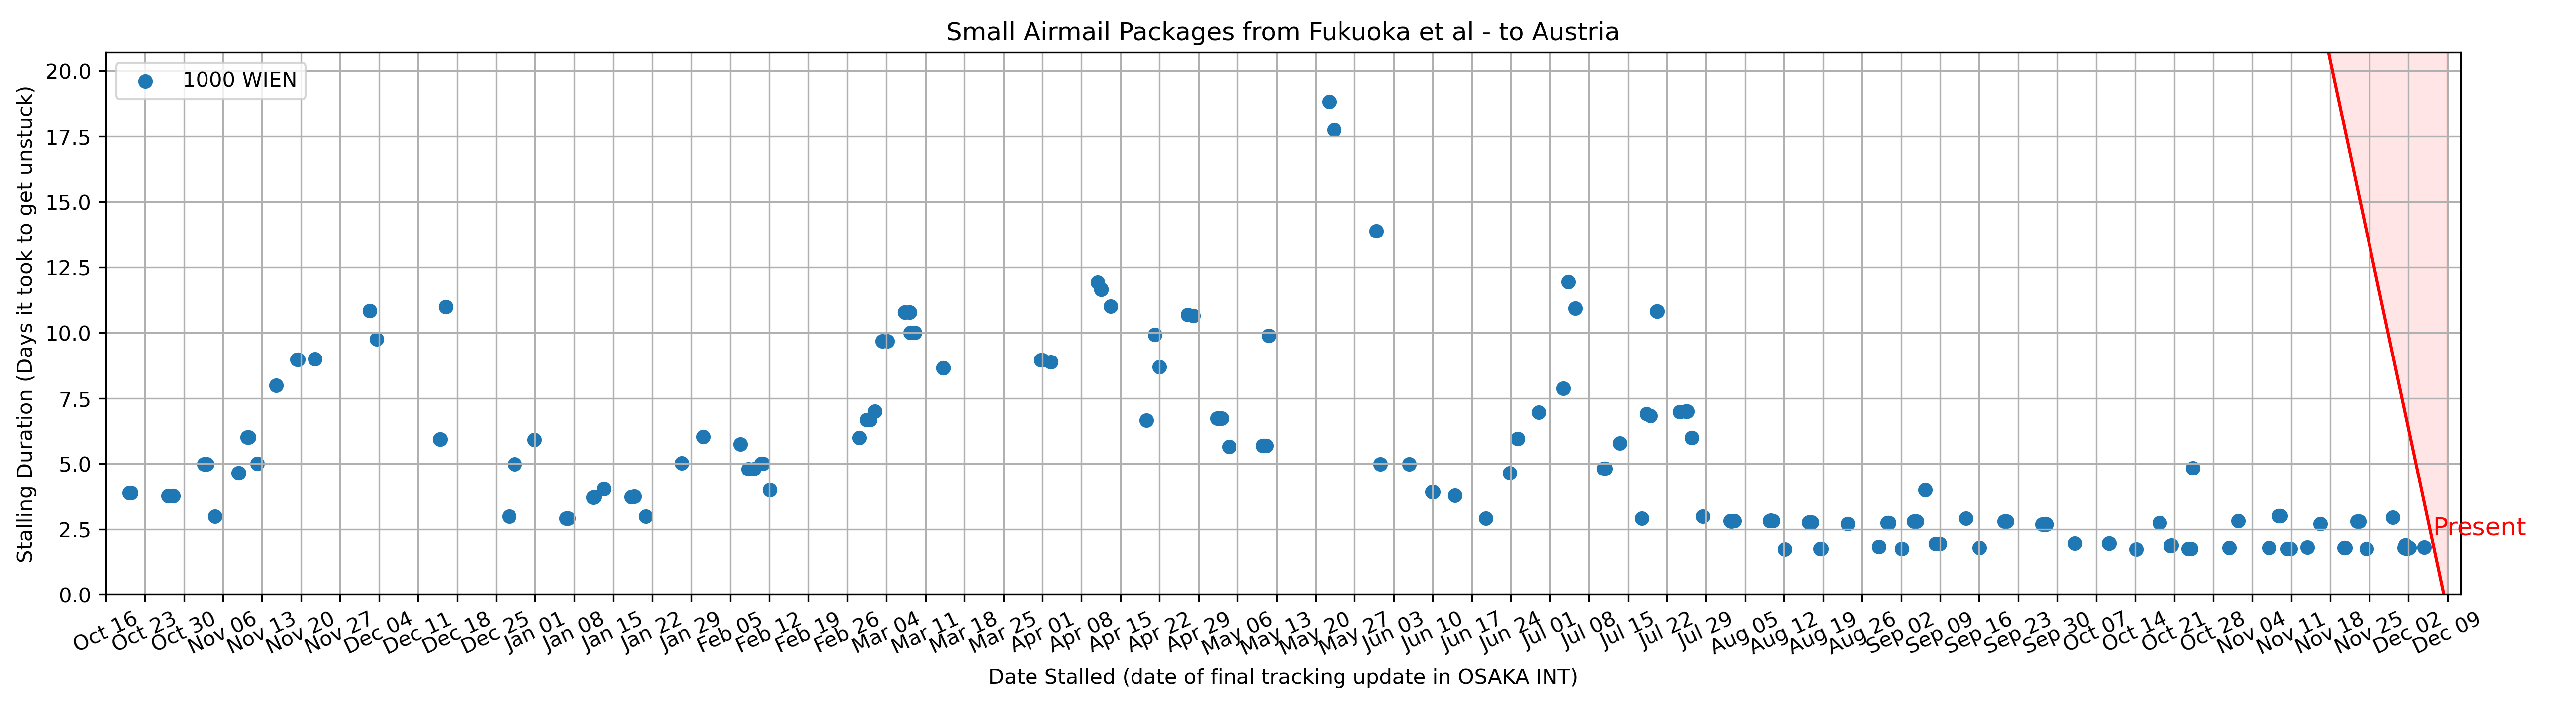 Small Airmail Packages from Fukuoka et al - to Austria
1000 WIEN
Stalling Duration (Days it took to get unstuck)
20.0
17.5
15.0
12.5
10.0
7.5
5.0
2.5
0.0
Present
Oct 16 Oct 23 Oct 30 Nov 06 Nov 13 Nov 20 Nov 27 Dec 04 Dec 11 Dec 18 Dec 25 Jan 01 Jan 08 Jan 15 Jan 22 Jan 29 Feb 05 Feb 12 Feb 19 Feb 26 Mar 04 Mar 11 Mar 18 Mar 25 Apr 01 Apr 08 Apr 15 Apr 22 Apr 29 May 06 May 13 May 20 May 27 Jun 03 Jun 10 Jun 17 Jun 24 Jul 01 Jul 08 Jul 15 Jul 22 Jul 29 Aug 05 Aug 12 Aug 19 Aug 26 Sep 02 Sep 09 Sep 16 Sep 23 Sep 30 Oct 07 Oct 14 Oct 21 Oct 28 Nov 04 Nov 11 Nov 18 Nov 25 Dec 02 Dec 09
Date Stalled (date of final tracking update in OSAKA INT)